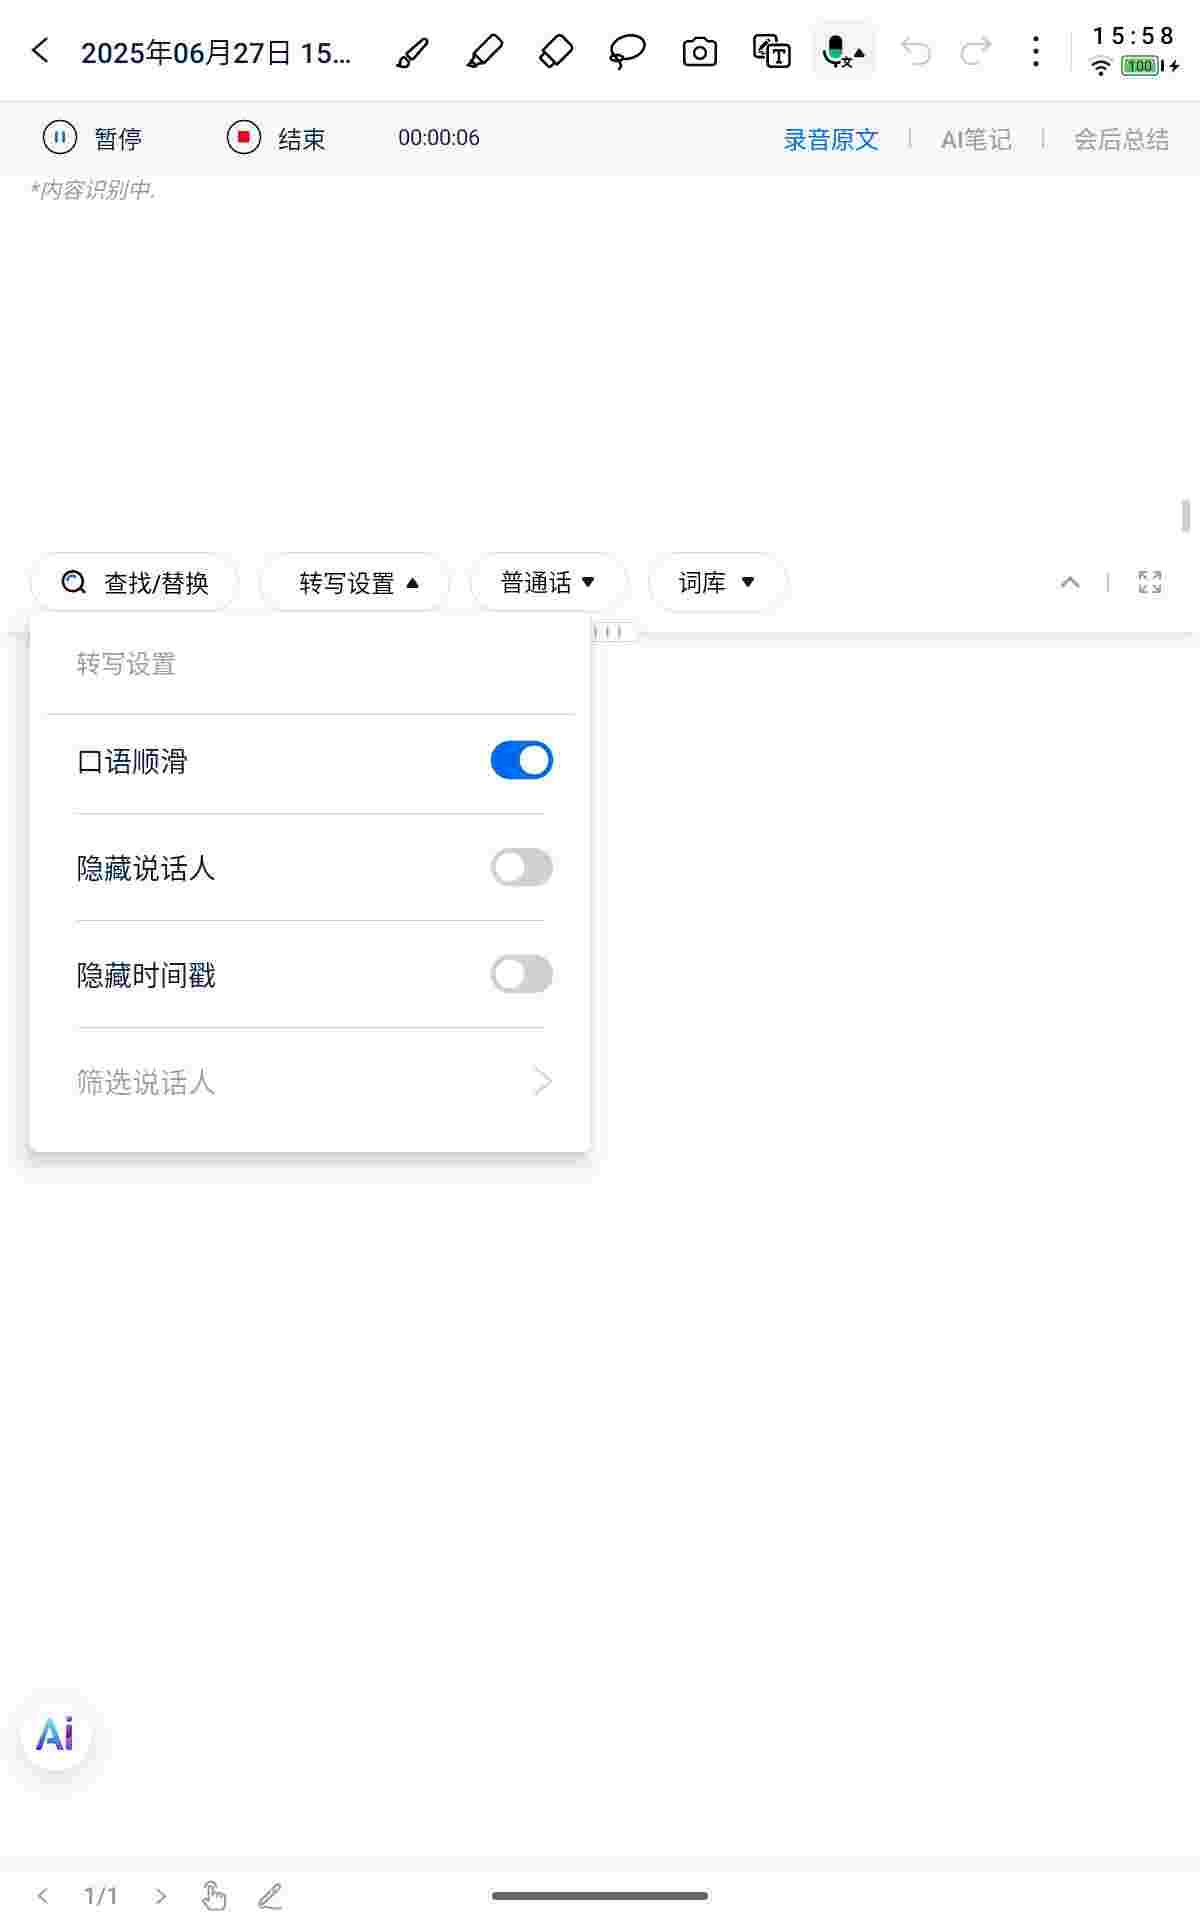 2025年06月27日 15...
15:58
100
暂停
结束
00:00:06
录音原文
AI笔记
会后总结
*内容识别中.
查找/替换
转写设置
普通话
词库
转写设置
口语顺滑
隐藏说话人
隐藏时间戳
筛选说话人
Ai
1/1